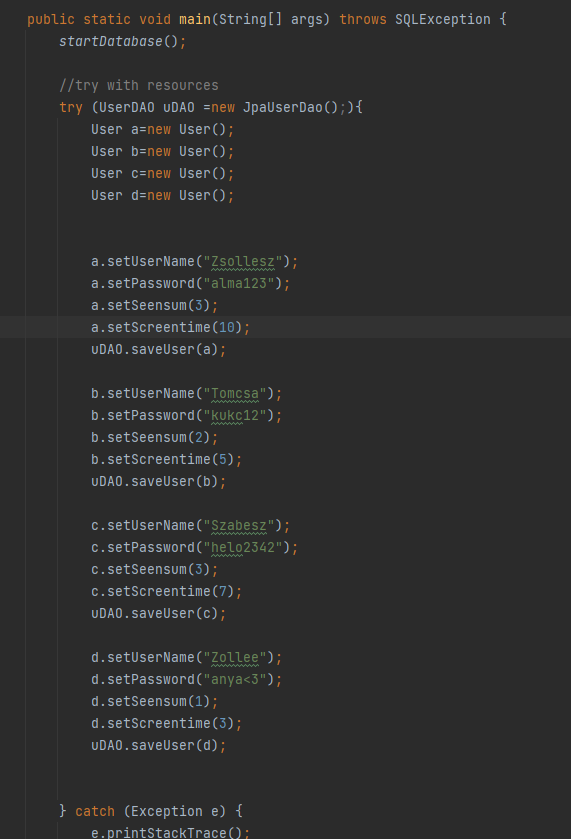 public static void main(String[] args) throws SQLException {
startDatabase();
//try with resources
try (UserDAO uDAO =new JpaUserDao();){
User a=new User();
User b=new User();
User c=new User();
User d=new User();
a.setUserName("Zsollesz");
a.setPassword("alma123");
a.setSeensum(3);
a.setScreentime(10);
uDAO.saveUser(a);
b.setUserName("Tomcsa");
b.setPassword("kukc12");
b.setSeensum(2);
b.setScreentime(5);
uDAO.saveUser(b);
c.setUserName("Szabesz");
c.setPassword("helo2342");
c.setSeensum(3);
c.setScreentime(7);
uDAO.saveUser(c);
d.setUserName("Zollee");
d.setPassword("anya<3");
d.setSeensum(1);
d.setScreentime(3);
uDAO.saveUser(d);
} catch (Exception e) {
e.printStackTrace();